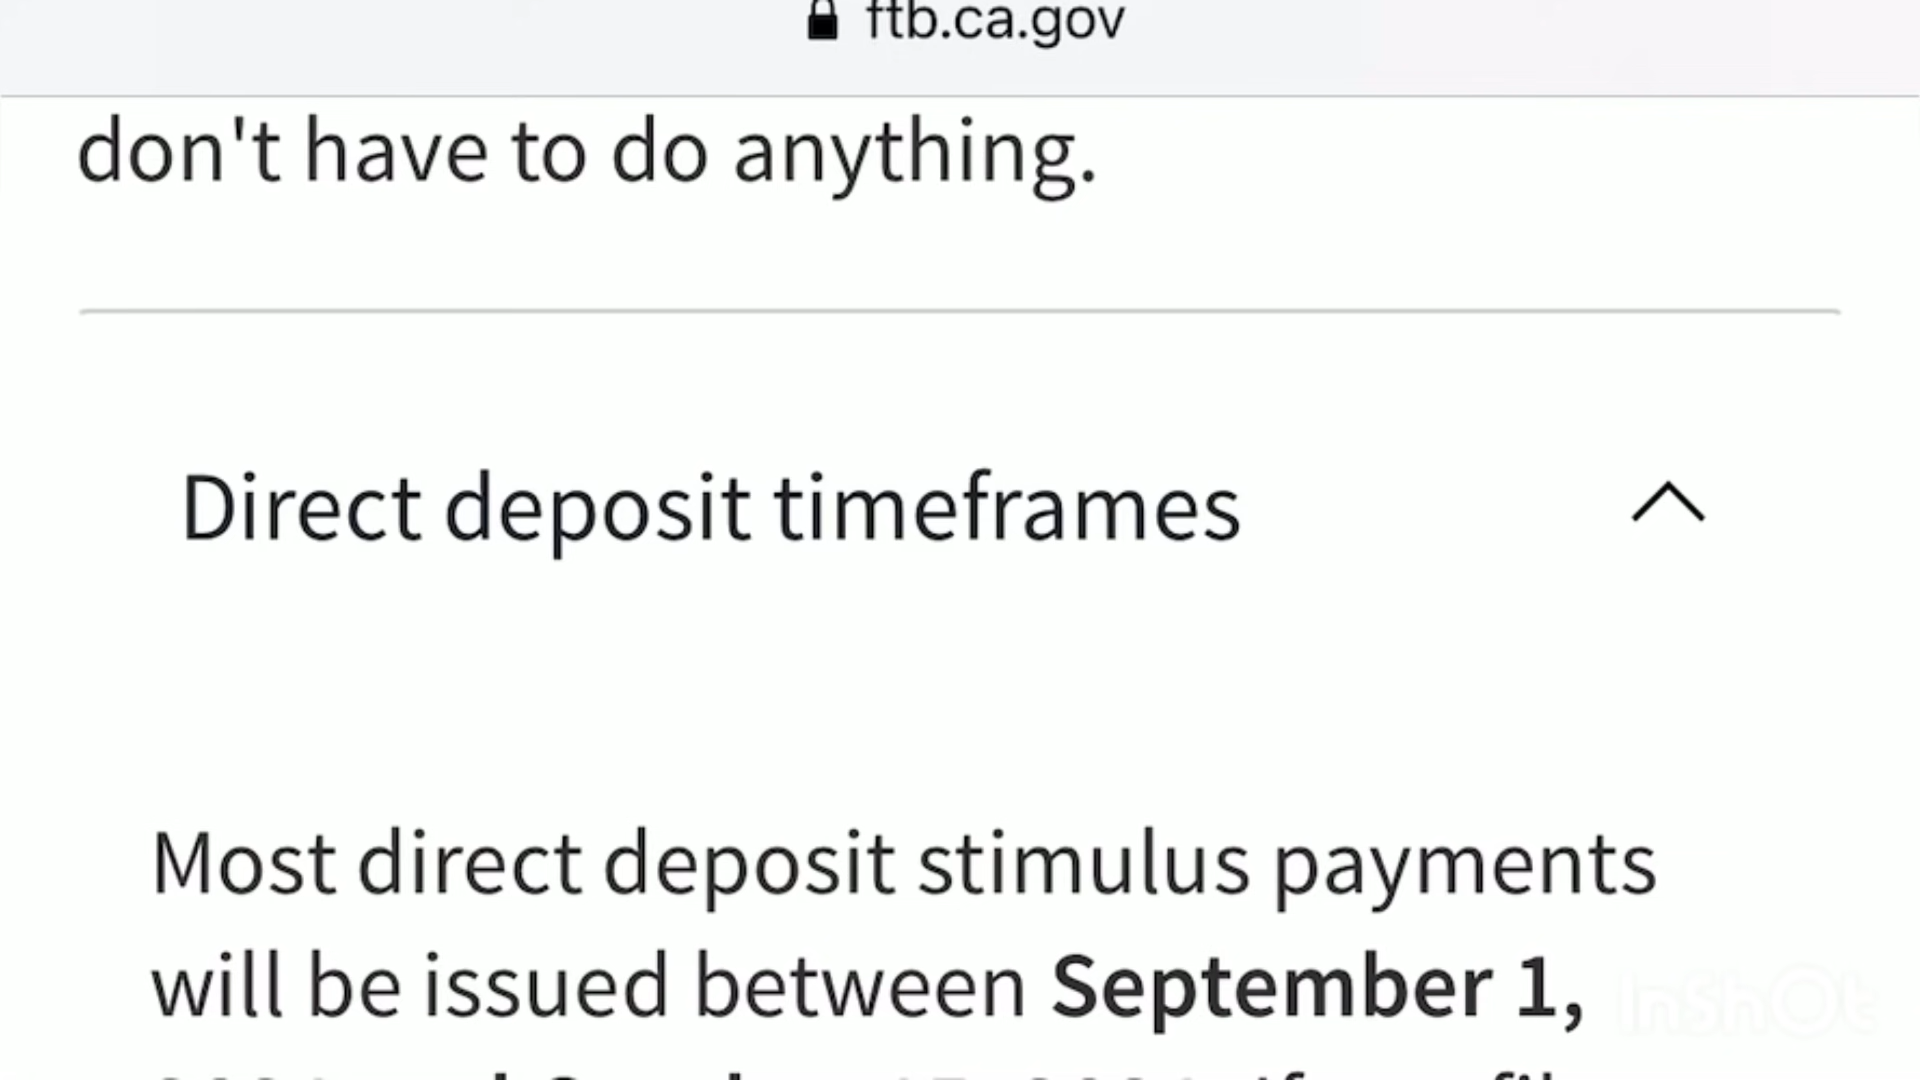 ftb.ca.gov
don't have to do anything.
Direct deposit timeframes
Most direct deposit stimulus payments
will be issued between September 1,
InShOt